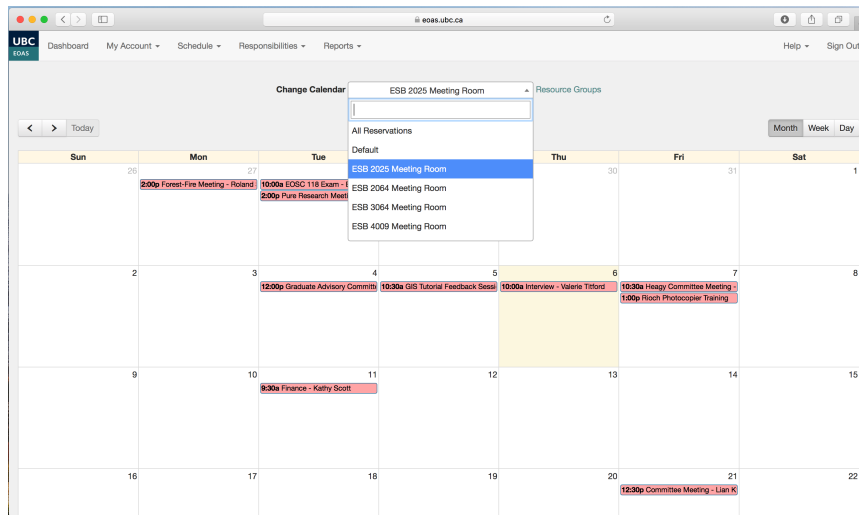 eoas.ubc.ca
UBC
EOAS
Dashboard My Account Schedule Responsibilities Reports Help Sign Out
Change Calendar ESB 2025 Meeting Room Resource Groups
All Reservations
Default
ESB 2025 Meeting Room
ESB 2064 Meeting Room
ESB 3064 Meeting Room
ESB 4009 Meeting Room
< > Today Month Week Day
Sun Mon Tue Thu Fri Sat
26 27 30 31 1
2:00p Forest-Fire Meeting - Roland 10:00a EOSC 118 Exam - E
2:00p Pure Research Meeti
2 3 4 5 6 7 8
12:00p Graduate Advisory Committe 10:30a GIS Tutorial Feedback Sessi 10:00a Interview - Valerie Titford 10:30a Heagy Committee Meeting -
1:00p Rioch Photocopier Training
9 10 11 12 13 14 15
9:30a Finance - Kathy Scott
16 17 18 19 20 21 22
12:30p Committee Meeting - Lian K